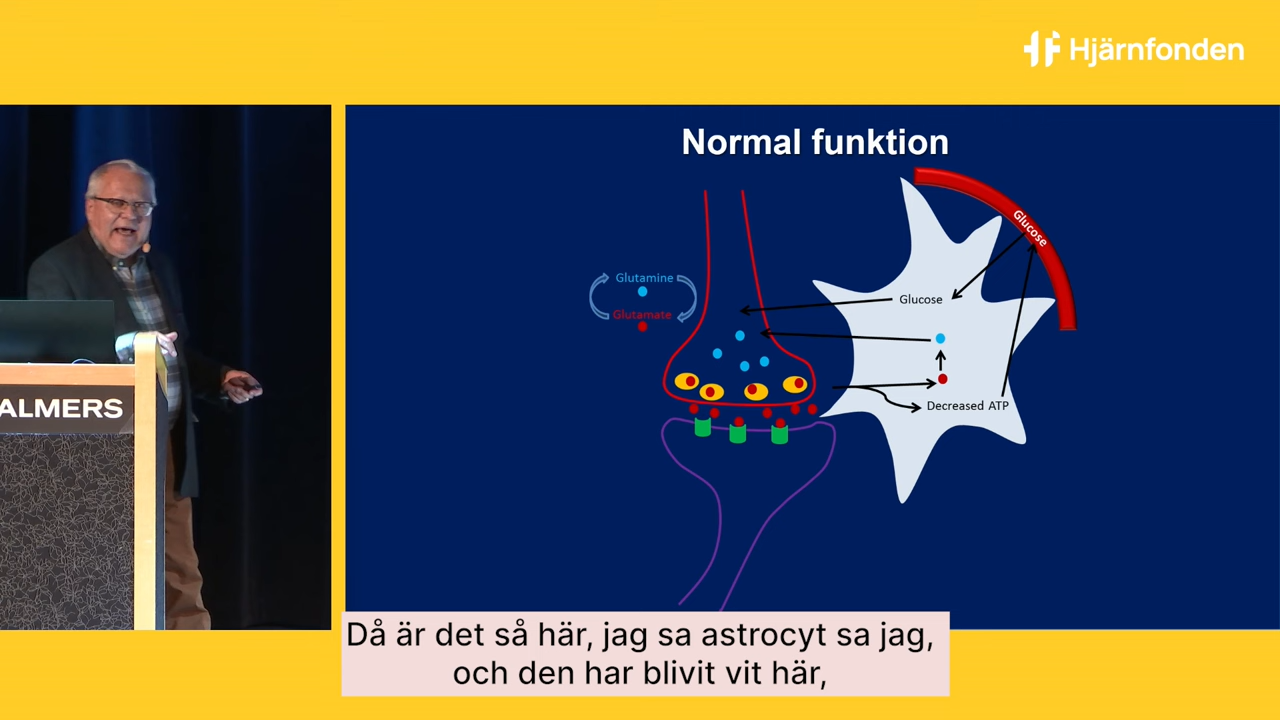 Hjärnfonden
Normal funktion
Glucose
Glutamine
Glucose
Glutamate
Decreased ATP
ALMERS
Då är det så här, jag sa astrocyt sa jag,
och den har blivit vit här,